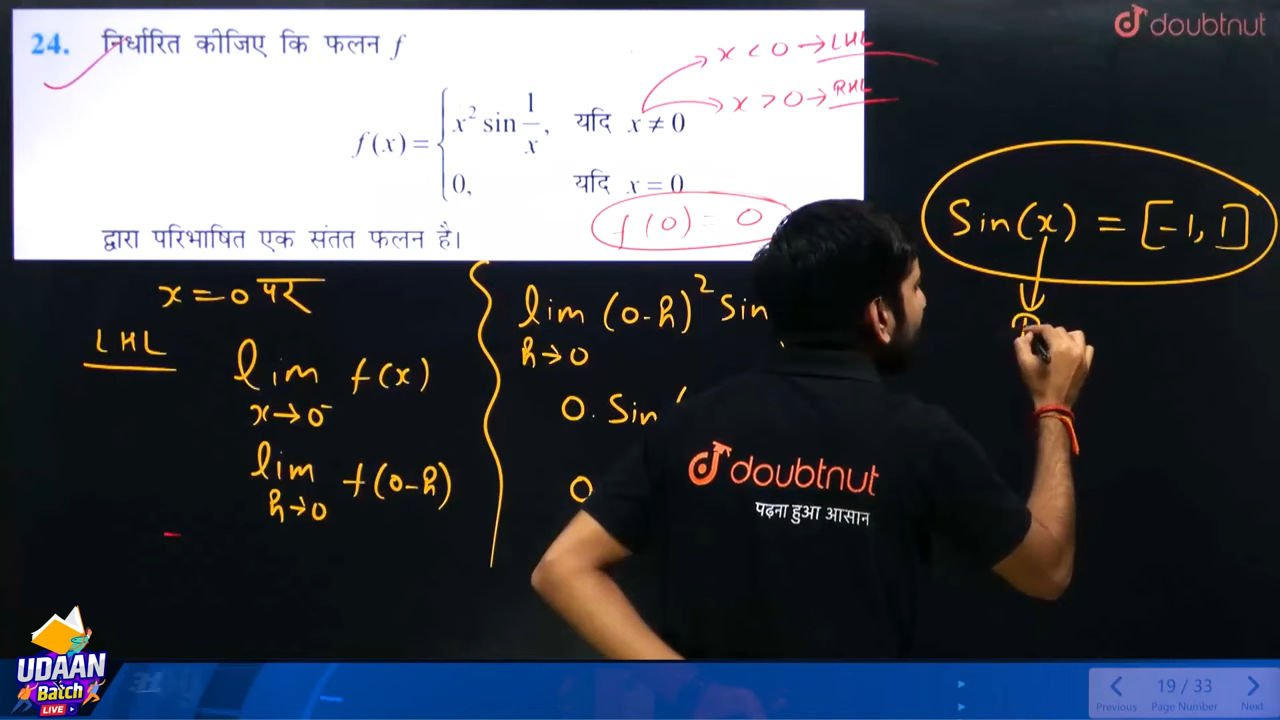 24. निर्धारित कीजिए कि फलन f
f(x) = { x² sin 1/x, यदि x ≠ 0
0, यदि x = 0
द्वारा परिभाषित एक संतत फलन है।
x < 0 → LHL
x > 0 → RHL
f(0) = 0
doubtnut
Sin(x) = [-1, 1]
x = 0 पर
LHL
lim f(x)
x→0⁻
lim f(0-h)
h→0
lim (0-h)² Sin
h→0
0. Sin
0
doubtnut
पढ़ना हुआ आसान
UDAAN
Batch
LIVE
19 / 33
Previous Page Number Next